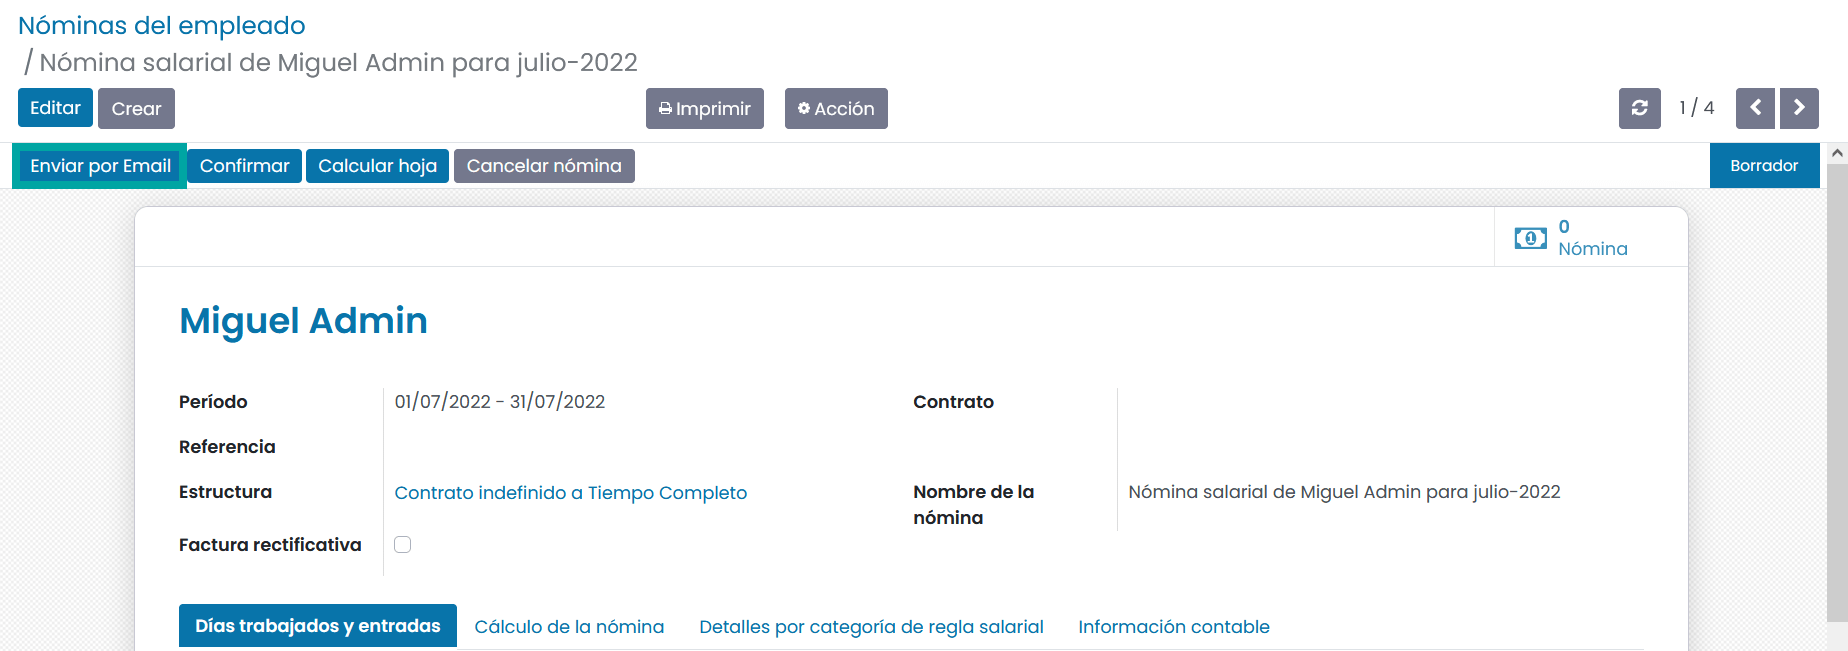 Nóminas del empleado
/ Nómina salarial de Miguel Admin para julio-2022
Editar Crear Imprimir Acción 1 / 4
Enviar por Email Confirmar Calcular hoja Cancelar nómina Borrador
0
Nómina
Miguel Admin
Período 01/07/2022 - 31/07/2022 Contrato
Referencia
Estructura Contrato indefinido a Tiempo Completo Nombre de la nómina Nómina salarial de Miguel Admin para julio-2022
Factura rectificativa
Días trabajados y entradas Cálculo de la nómina Detalles por categoría de regla salarial Información contable